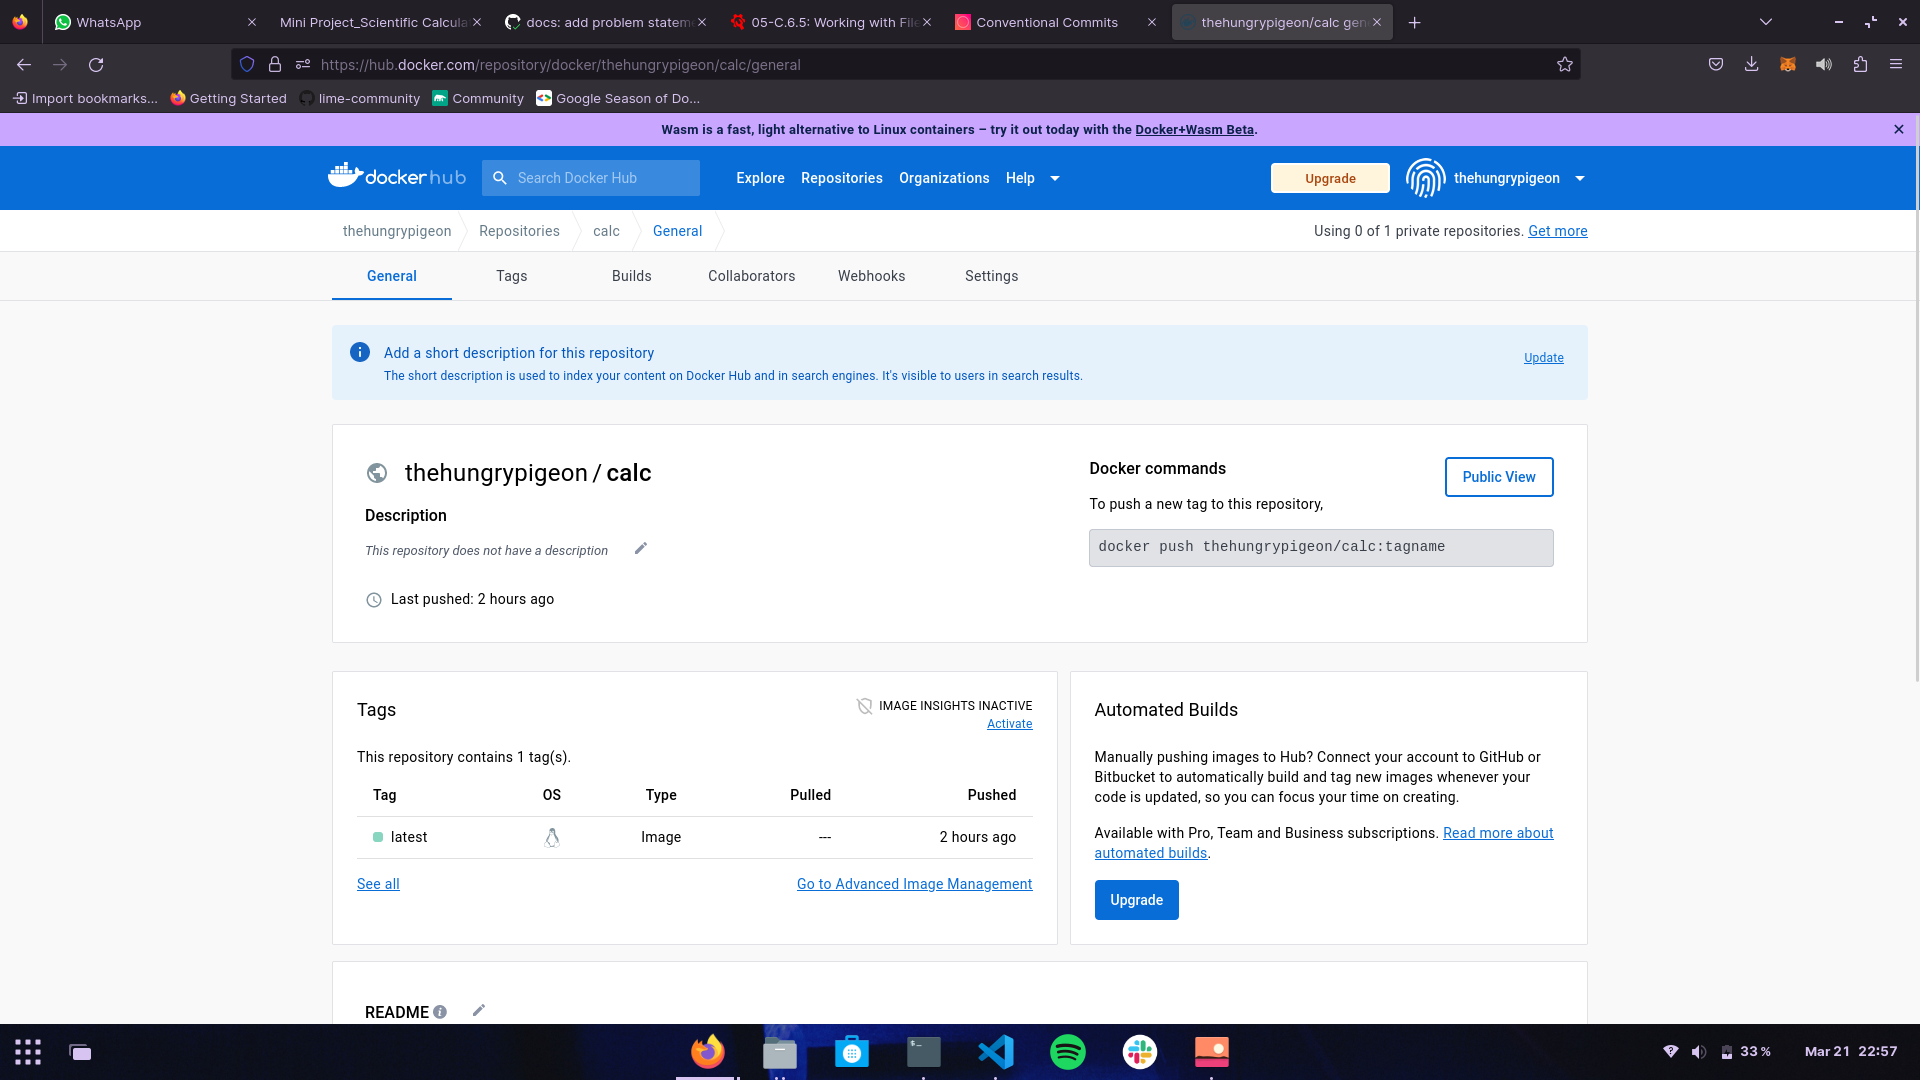 WhatsApp
Mini Project_Scientific Calcula
docs: add problem statem
05-C.6.5: Working with File
Conventional Commits
thehungrypigeon/calc gen
https://hub.docker.com/repository/docker/thehungrypigeon/calc/general
Import bookmarks...
Getting Started
lime-community
Community
Google Season of Do...
Wasm is a fast, light alternative to Linux containers – try it out today with the Docker+Wasm Beta.
docker hub
Search Docker Hub
Explore
Repositories
Organizations
Help
Upgrade
thehungrypigeon
thehungrypigeon
Repositories
calc
General
Using 0 of 1 private repositories. Get more
General
Tags
Builds
Collaborators
Webhooks
Settings
Add a short description for this repository
The short description is used to index your content on Docker Hub and in search engines. It's visible to users in search results.
Update
thehungrypigeon / calc
Description
This repository does not have a description
Last pushed: 2 hours ago
Docker commands
Public View
To push a new tag to this repository,
docker push thehungrypigeon/calc:tagname
Tags
IMAGE INSIGHTS INACTIVE
Activate
This repository contains 1 tag(s).
Tag OS Type Pulled Pushed
latest Image --- 2 hours ago
See all
Go to Advanced Image Management
Automated Builds
Manually pushing images to Hub? Connect your account to GitHub or
Bitbucket to automatically build and tag new images whenever your
code is updated, so you can focus your time on creating.
Available with Pro, Team and Business subscriptions. Read more about
automated builds.
Upgrade
README
33 %
Mar 21 22:57